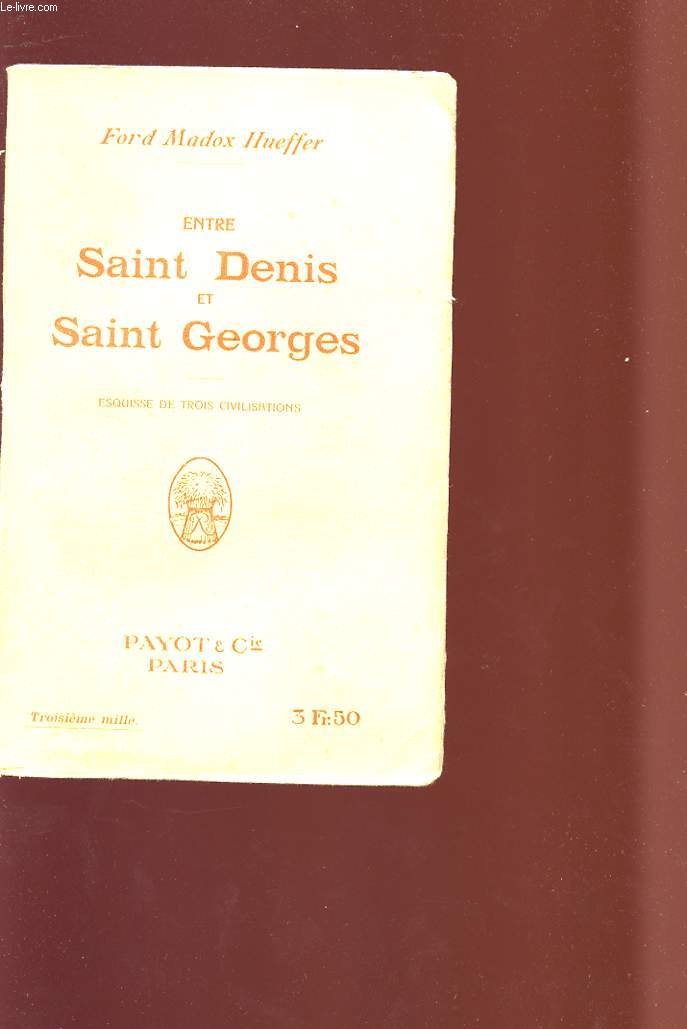 Le-livre.com
Ford Madox Hueffer
ENTRE
Saint Denis
ET
Saint Georges
ESQUISSE DE TROIS CIVILISATIONS
PAYOT & Cie
PARIS
Troisième mille.
3 Fr.50